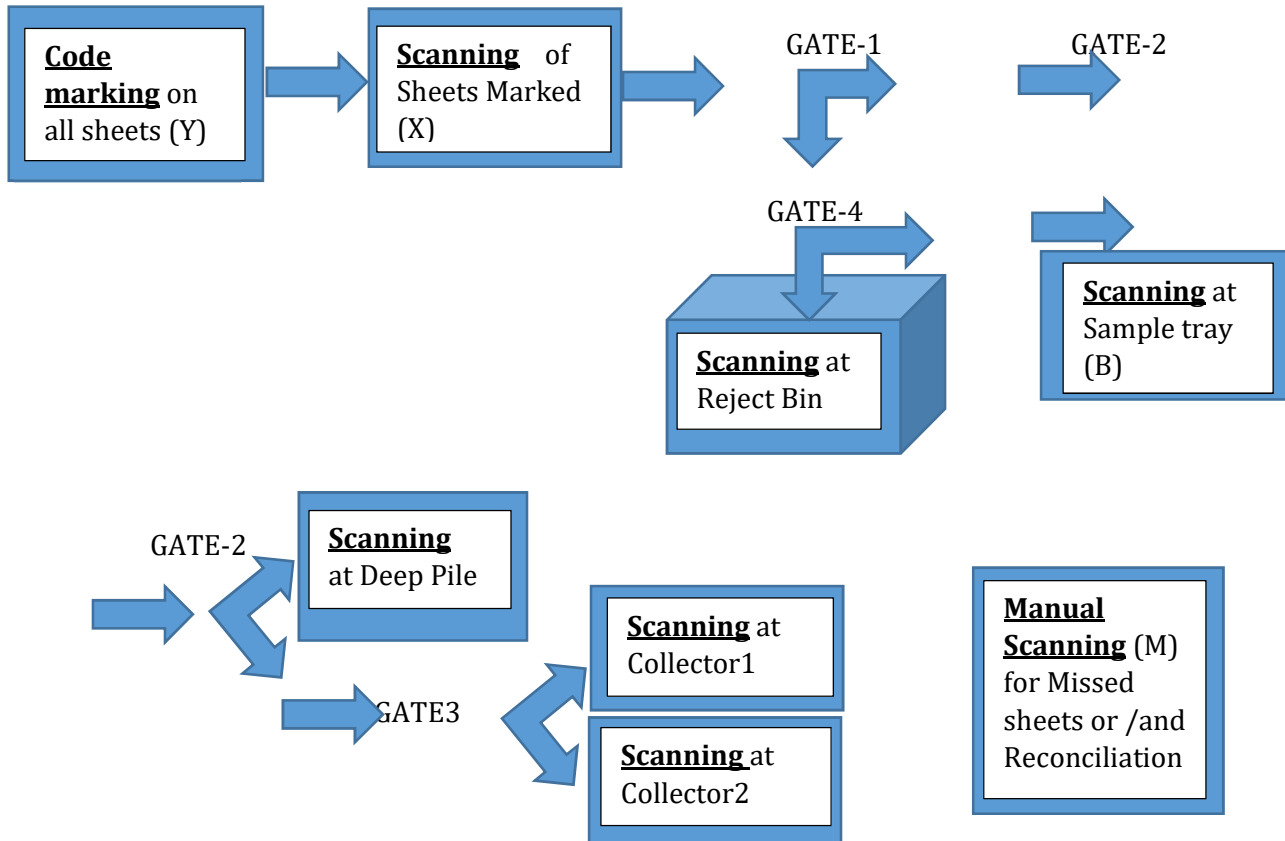 Code
marking on
all sheets (Y)
Scanning of
Sheets Marked
(X)
GATE-1
GATE-2
GATE-4
Scanning at
Reject Bin
Scanning at
Sample tray
(B)
GATE-2
Scanning
at Deep Pile
GATE3
Scanning at
Collector1
Scanning at
Collector2
Manual
Scanning (M)
for Missed
sheets or /and
Reconciliation